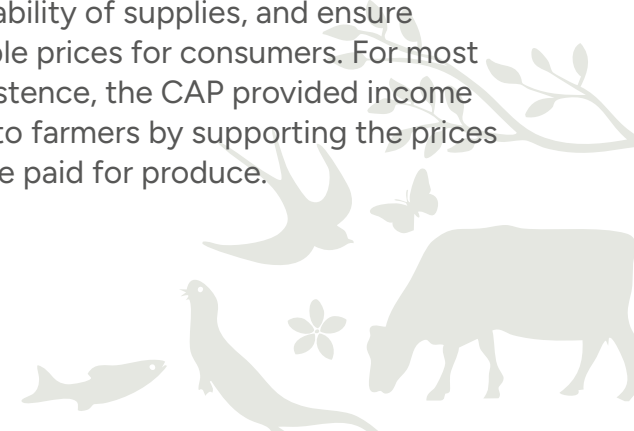 ability of supplies, and ensure
ble prices for consumers. For most
stence, the CAP provided income
to farmers by supporting the prices
e paid for produce.